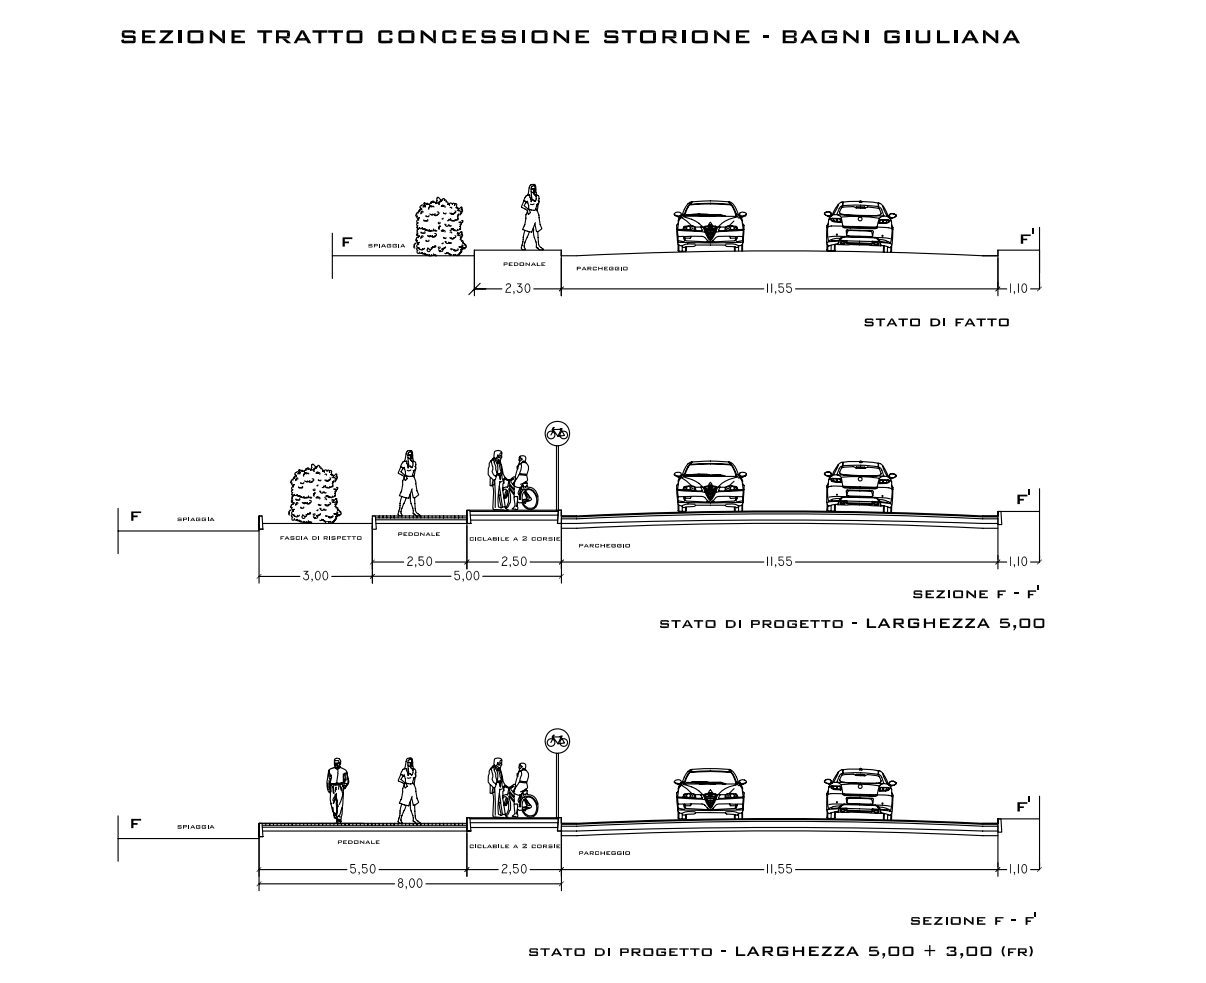 SEZIONE TRATTO CONCESSIONE STORIONE - BAGNI GIULIANA
F SPIAGGIA F'
PEDONALE PARCHEGGIO
2,30 11,55 1,10
STATO DI FATTO
F SPIAGGIA F'
FASCIA DI RISPETTO PEDONALE CICLABILE A 2 CORSIE PARCHEGGIO
2,50 2,50 11,55 1,10
3,00 5,00
SEZIONE F - F'
STATO DI PROGETTO - LARGHEZZA 5,00
F SPIAGGIA F'
PEDONALE CICLABILE A 2 CORSIE PARCHEGGIO
5,50 2,50 11,55 1,10
8,00
SEZIONE F - F'
STATO DI PROGETTO - LARGHEZZA 5,00 + 3,00 (FR)